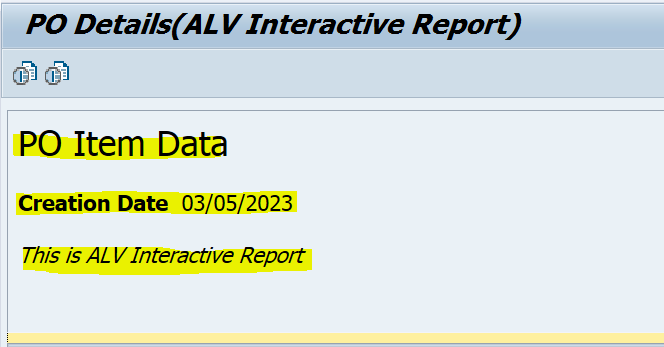 PO Details(ALV Interactive Report)
PO Item Data
Creation Date 03/05/2023
This is ALV Interactive Report